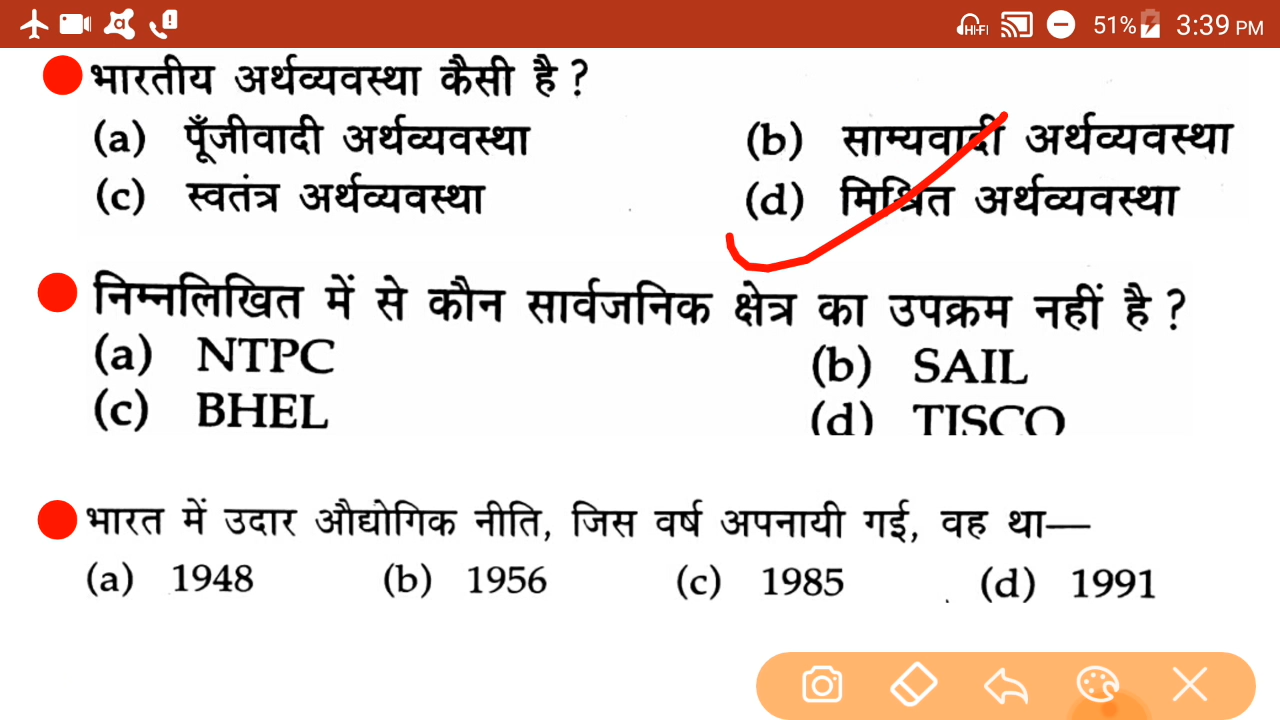 51% 3:39 PM
भारतीय अर्थव्यवस्था कैसी है ?
(a) पूँजीवादी अर्थव्यवस्था (b) साम्यवादी अर्थव्यवस्था
(c) स्वतंत्र अर्थव्यवस्था (d) मिश्रित अर्थव्यवस्था
निम्नलिखित में से कौन सार्वजनिक क्षेत्र का उपक्रम नहीं है ?
(a) NTPC (b) SAIL
(c) BHEL (d) TISCO
भारत में उदार औद्योगिक नीति, जिस वर्ष अपनायी गई, वह था—
(a) 1948 (b) 1956 (c) 1985 (d) 1991